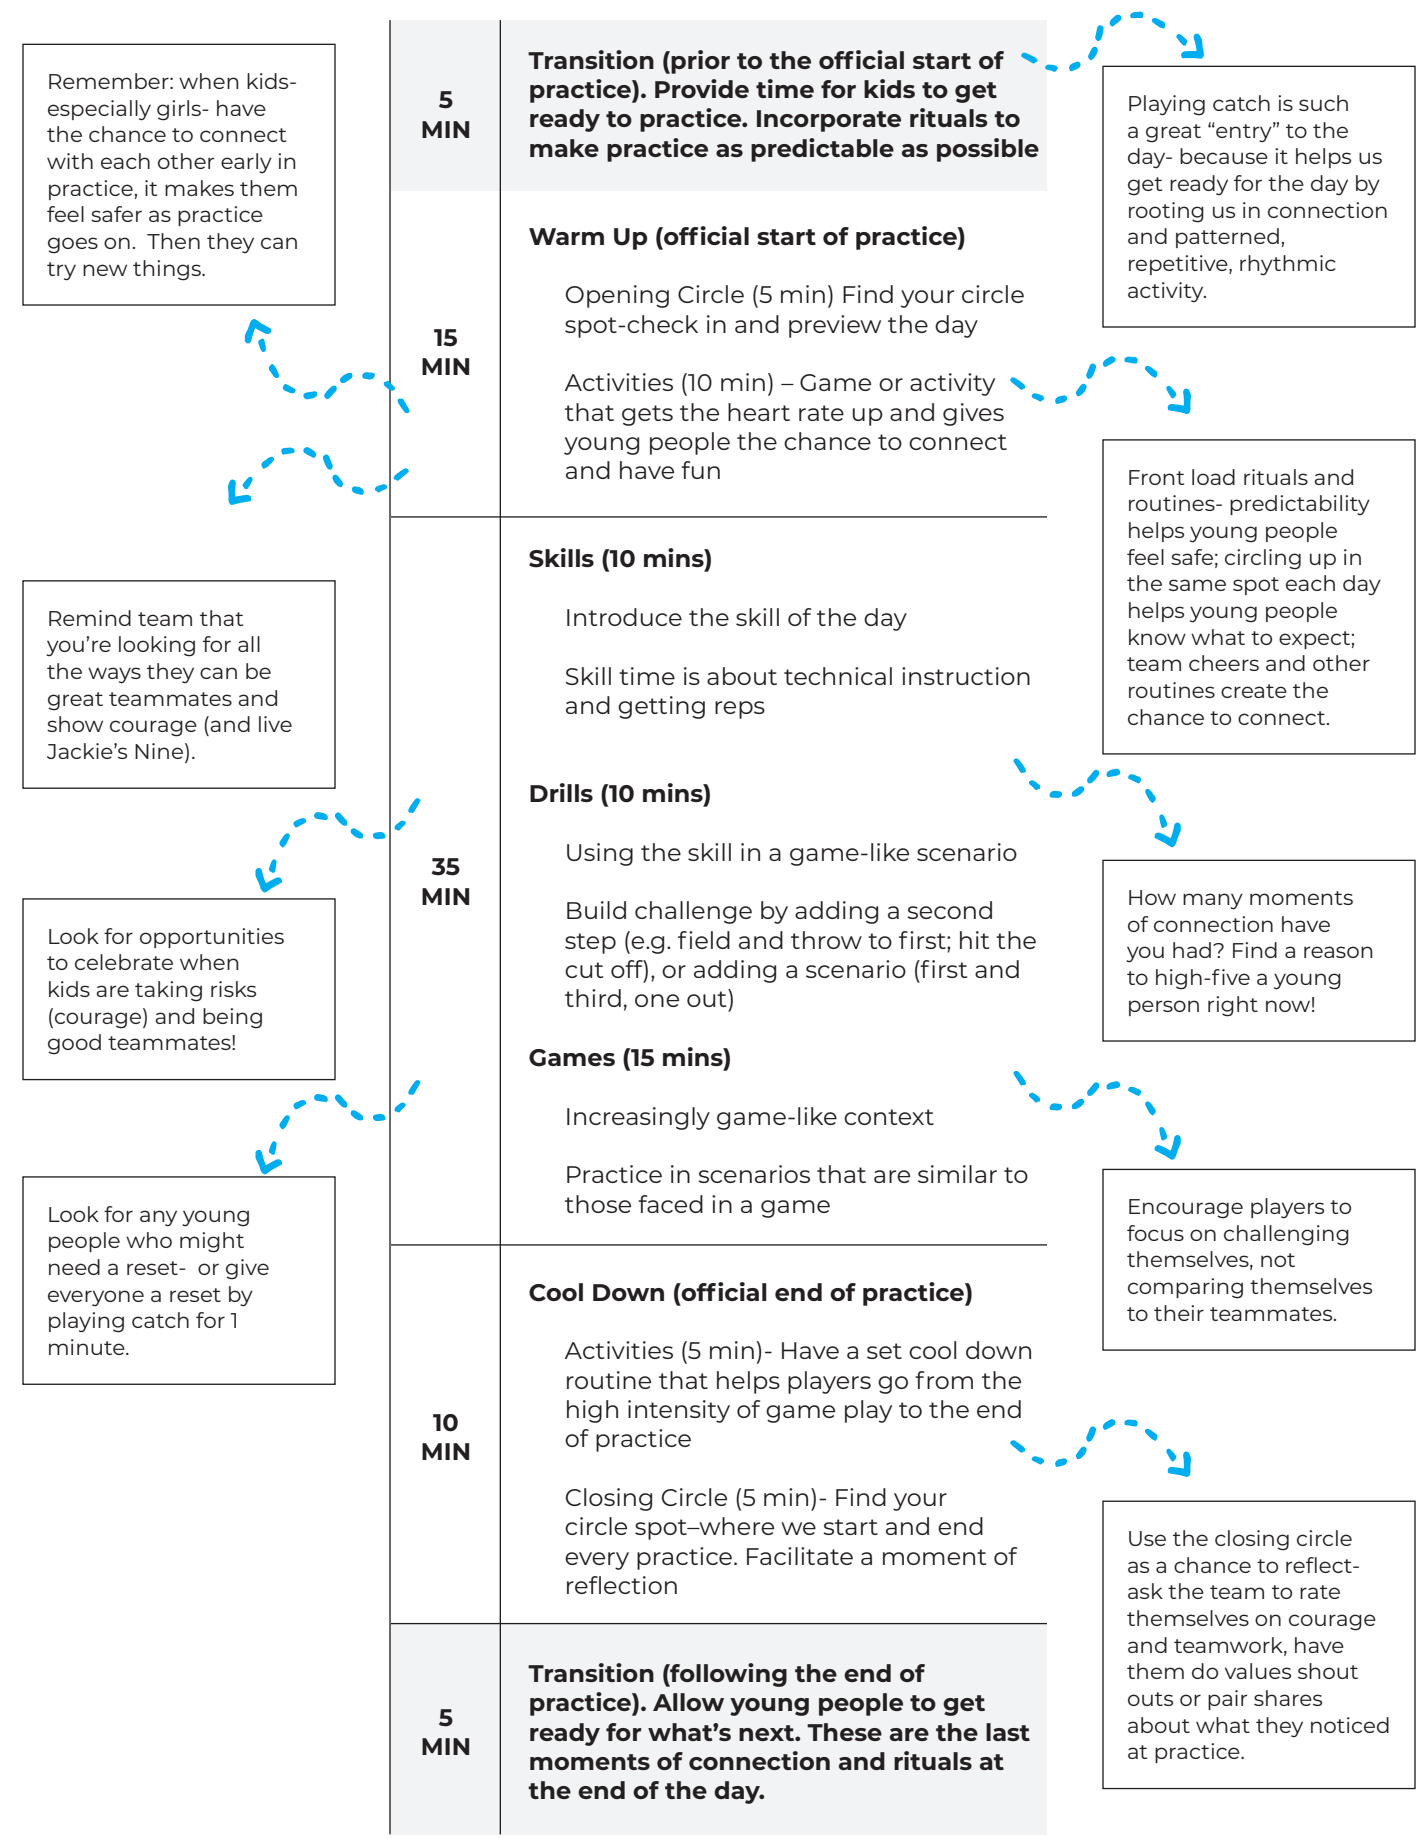 Remember: when kids-
especially girls- have
the chance to connect
with each other early in
practice, it makes them
feel safer as practice
goes on.  Then they can
try new things.
Remind team that
you’re looking for all
the ways they can be
great teammates and
show courage (and live
Jackie’s Nine).
Look for opportunities
to celebrate when
kids are taking risks
(courage) and being
good teammates!
Look for any young
people who might
need a reset-  or give
everyone a reset by
playing catch for 1
minute.
5
MIN
Transition (prior to the official start of
practice). Provide time for kids to get
ready to practice. Incorporate rituals to
make practice as predictable as possible
15
MIN
Warm Up (official start of practice)
Opening Circle (5 min) Find your circle
spot-check in and preview the day
Activities (10 min) – Game or activity
that gets the heart rate up and gives
young people the chance to connect
and have fun
35
MIN
Skills (10 mins)
Introduce the skill of the day
Skill time is about technical instruction
and getting reps
Drills (10 mins)
Using the skill in a game-like scenario
Build challenge by adding a second
step (e.g. field and throw to first; hit the
cut off), or adding a scenario (first and
third, one out)
Games (15 mins)
Increasingly game-like context
Practice in scenarios that are similar to
those faced in a game
10
MIN
Cool Down (official end of practice)
Activities (5 min)- Have a set cool down
routine that helps players go from the
high intensity of game play to the end
of practice
Closing Circle (5 min)- Find your
circle spot–where we start and end
every practice. Facilitate a moment of
reflection
5
MIN
Transition (following the end of
practice). Allow young people to get
ready for what’s next. These are the last
moments of connection and rituals at
the end of the day.
Playing catch is such
a great “entry” to the
day- because it helps us
get ready for the day by
rooting us in connection
and patterned,
repetitive, rhythmic
activity.
Front load rituals and
routines- predictability
helps young people
feel safe; circling up in
the same spot each day
helps young people
know what to expect;
team cheers and other
routines create the
chance to connect.
How many moments
of connection have
you had? Find a reason
to high-five a young
person right now!
Encourage players to
focus on challenging
themselves, not
comparing themselves
to their teammates.
Use the closing circle
as a chance to reflect-
ask the team to rate
themselves on courage
and teamwork, have
them do values shout
outs or pair shares
about what they noticed
at practice.